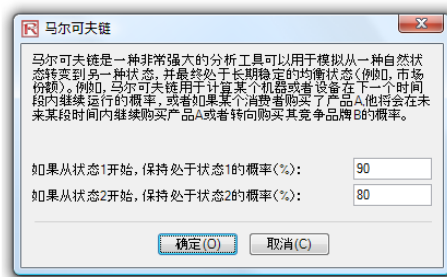 马尔可夫链
马尔可夫链是一种非常强大的分析工具可以用于模拟从一种自然状
态转变到另一种状态,并最终处于长期稳定的均衡状态(例如,市场
份额)。例如,马尔可夫链用于计算某个机器或者设备在下一个时间
段内继续运行的概率,或者如果某个消费者购买了产品A,他将会在未
来某段时间内继续购买产品A或者转向购买其竞争品牌B的概率。
如果从状态1开始,保持处于状态1的概率(%): 90
如果从状态2开始,保持处于状态2的概率(%): 80
确定(O) 取消(C)